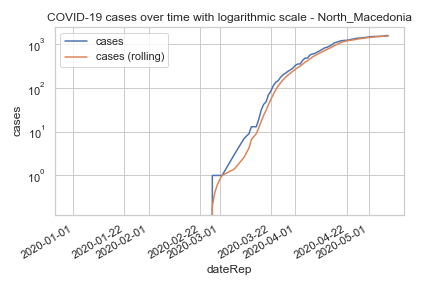 COVID-19 cases over time with logarithmic scale - North_Macedonia
cases
cases (rolling)
10³
10²
10¹
10⁰
cases
2020-01-01
2020-01-22
2020-02-01
2020-02-22
2020-03-01
2020-03-22
2020-04-01
2020-04-22
2020-05-01
dateRep